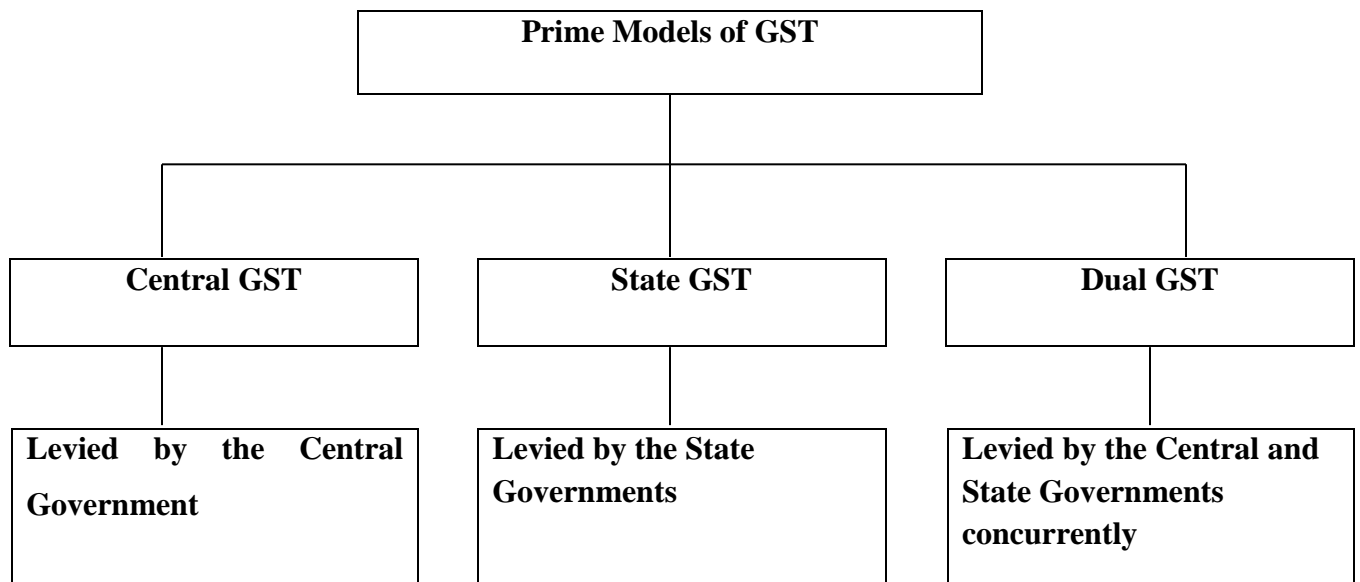 Prime Models of GST
Central GST
State GST
Dual GST
Levied by the Central
Government
Levied by the State
Governments
Levied by the Central and
State Governments
concurrently